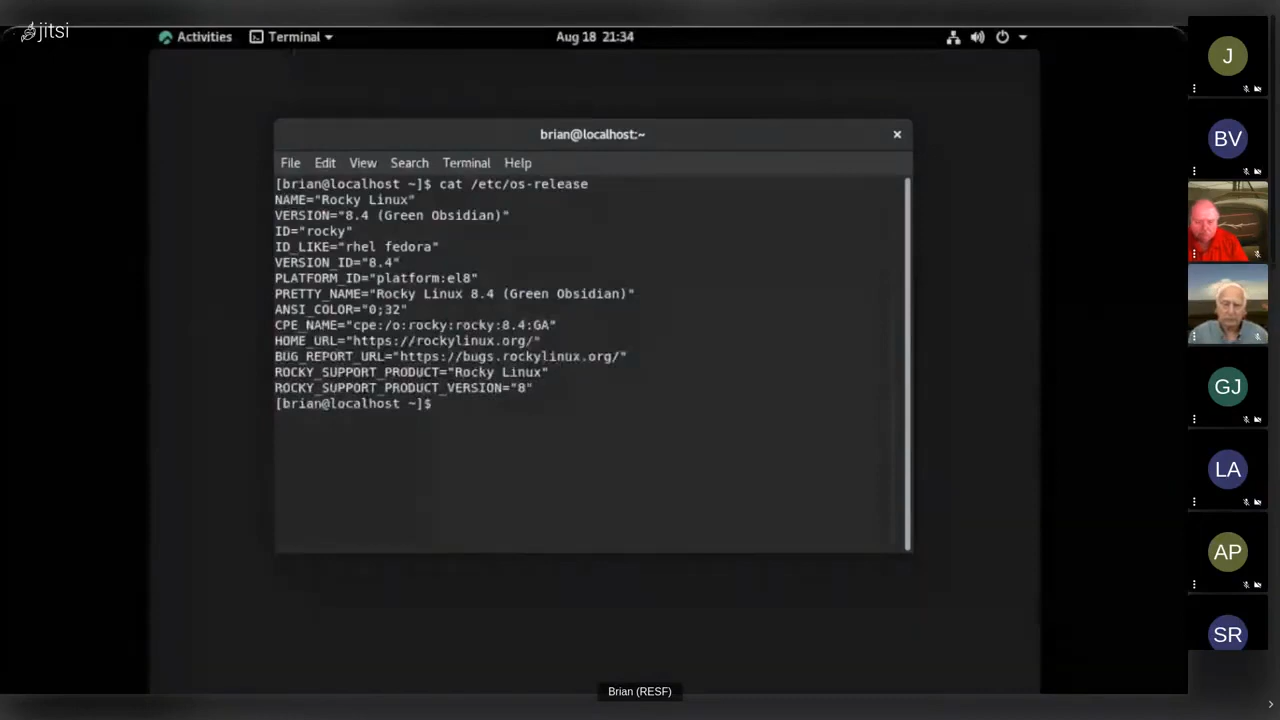 jitsi
Activities
Terminal
Aug 18 21:34
brian@localhost:~
File Edit View Search Terminal Help
[brian@localhost ~]$ cat /etc/os-release
NAME="Rocky Linux"
VERSION="8.4 (Green Obsidian)"
ID="rocky"
ID_LIKE="rhel fedora"
VERSION_ID="8.4"
PLATFORM_ID="platform:el8"
PRETTY_NAME="Rocky Linux 8.4 (Green Obsidian)"
ANSI_COLOR="0;32"
CPE_NAME="cpe:/o:rocky:rocky:8.4:GA"
HOME_URL="https://rockylinux.org/"
BUG_REPORT_URL="https://bugs.rockylinux.org/"
ROCKY_SUPPORT_PRODUCT="Rocky Linux"
ROCKY_SUPPORT_PRODUCT_VERSION="8"
[brian@localhost ~]$
J
BV
GJ
LA
AP
SR
Brian (RESF)